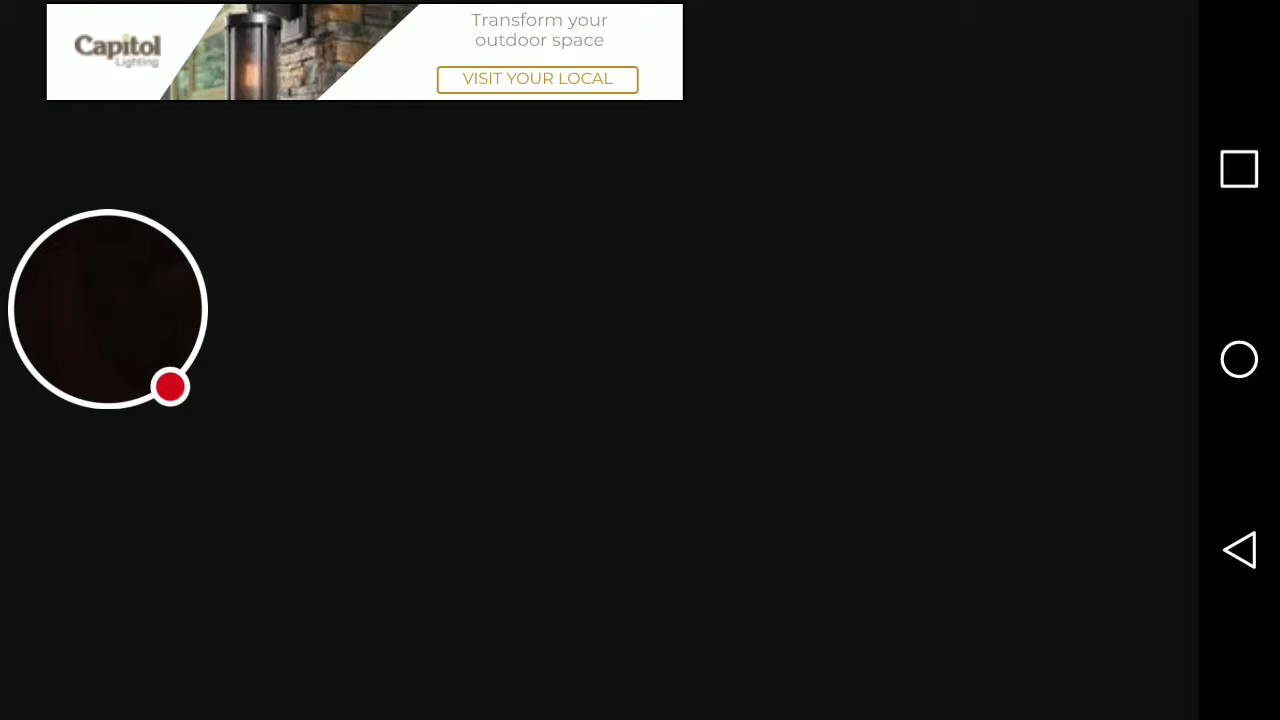 Capitol
Lighting
Transform your
outdoor space
VISIT YOUR LOCAL